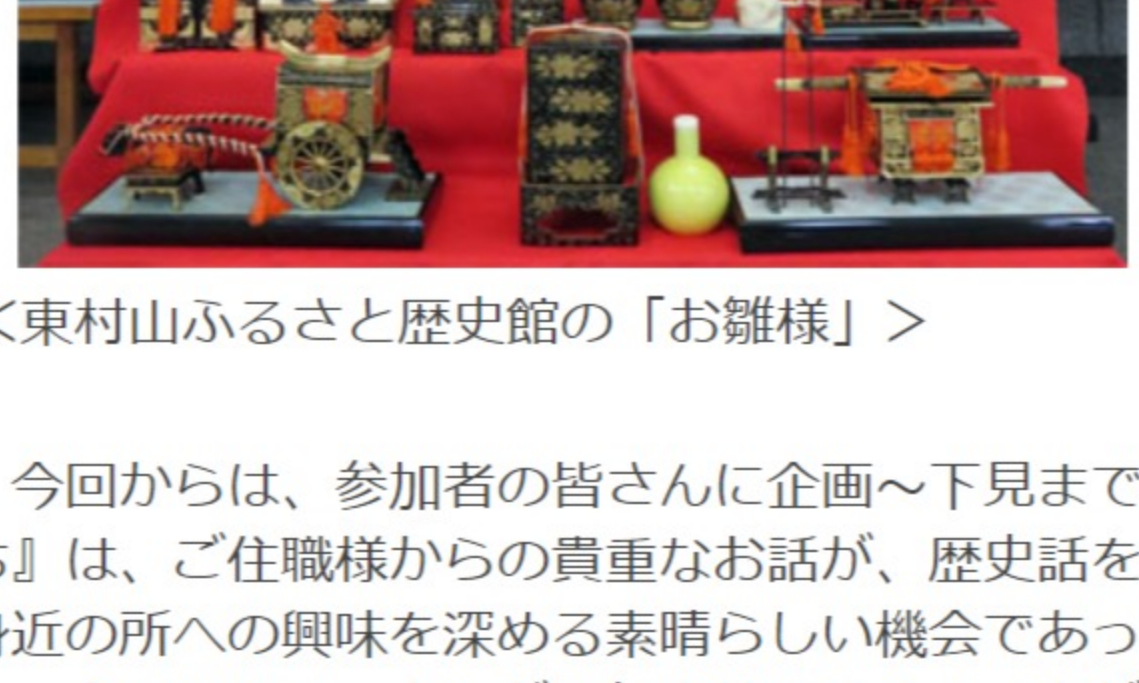 ＜東村山ふるさと歴史館の「お雛様」＞
今回からは、参加者の皆さんに企画～下見まで
』は、ご住職様からの貴重なお話が、歴史話を
近の所への興味を深める素晴らしい機会であっ